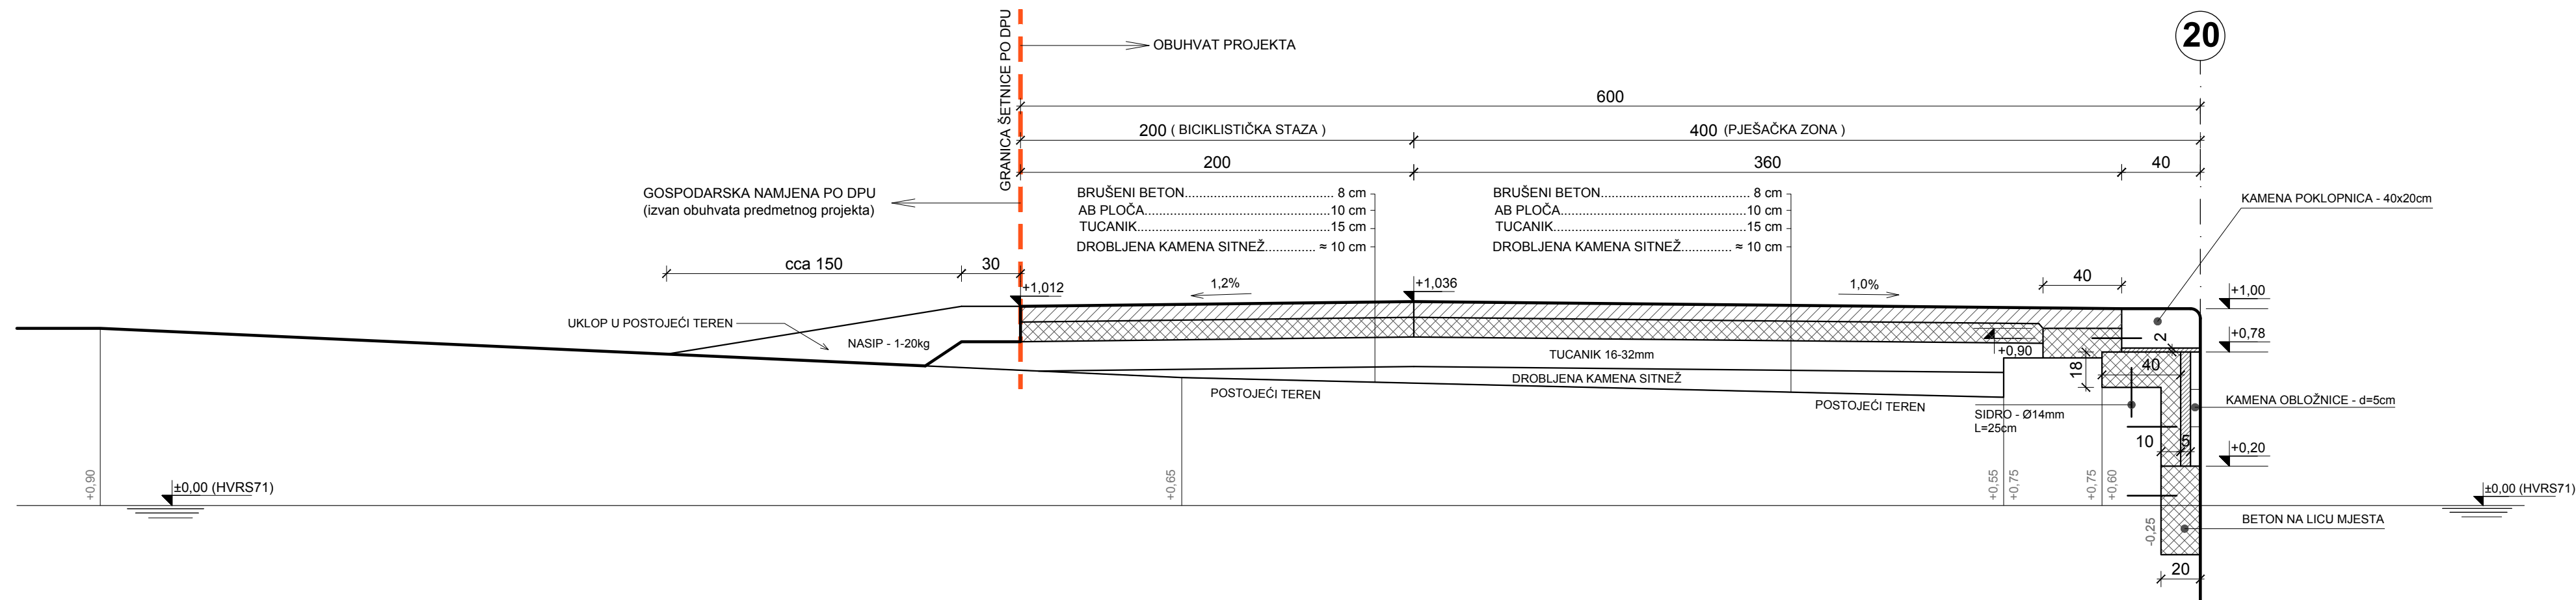 20
GRANICA ŠETNICE PO DPU
OBUHVAT PROJEKTA
600
200 ( BICIKLISTIČKA STAZA )
400 (PJEŠAČKA ZONA )
200
360
40
GOSPODARSKA NAMJENA PO DPU
(izvan obuhvata predmetnog projekta)
BRUŠENI BETON................................... 8 cm
AB PLOČA............................................10 cm
TUCANIK..............................................15 cm
DROBLJENA KAMENA SITNEŽ............ ≈ 10 cm
BRUŠENI BETON................................... 8 cm
AB PLOČA............................................10 cm
TUCANIK..............................................15 cm
DROBLJENA KAMENA SITNEŽ............ ≈ 10 cm
KAMENA POKLOPNICA - 40x20cm
cca 150
30
+1,012
1,2%
+1,036
1,0%
40
+1,00
UKLOP U POSTOJEĆI TEREN
NASIP - 1-20kg
+0,90
2
+0,78
TUCANIK 16-32mm
DROBLJENA KAMENA SITNEŽ
18
40
POSTOJEĆI TEREN
POSTOJEĆI TEREN
SIDRO - Ø14mm
L=25cm
KAMENA OBLOŽNICE - d=5cm
10
5
+0,20
+0,90
±0,00 (HVRS71)
+0,65
+0,55
+0,75
+0,75
+0,60
±0,00 (HVRS71)
-0,25
BETON NA LICU MJESTA
20